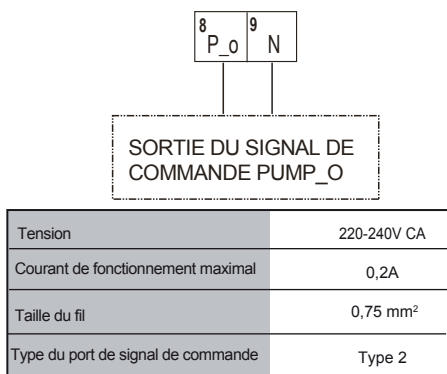 8 9
P_o N
SORTIE DU SIGNAL DE
COMMANDE PUMP_O
Tension 220-240V CA
Courant de fonctionnement maximal 0,2A
Taille du fil 0,75 mm²
Type du port de signal de commande Type 2